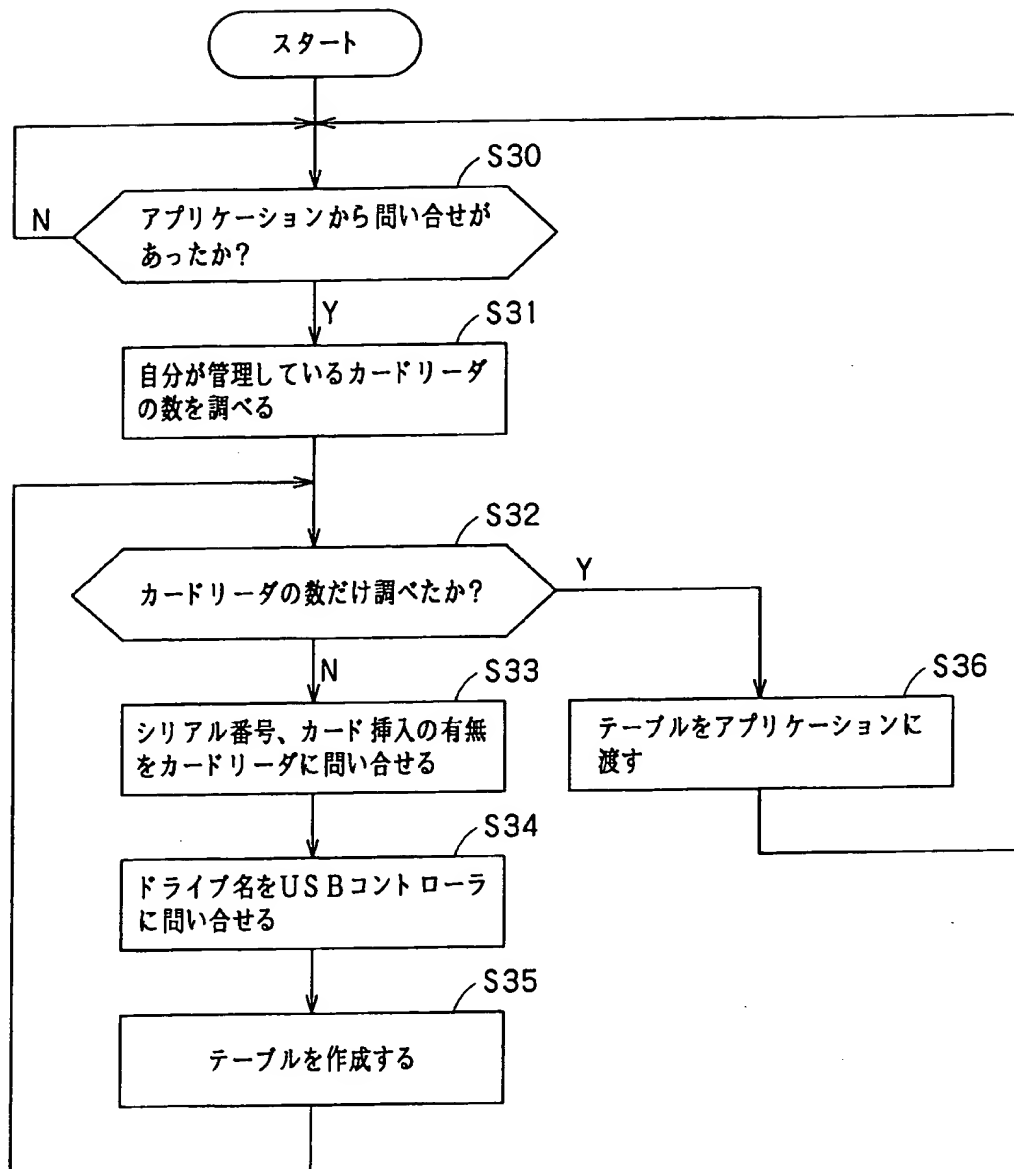 スタート
S30
アプリケーションから問い合せが
あったか?
N
Y
S31
自分が管理しているカードリーダ
の数を調べる
S32
カードリーダの数だけ調べたか?
Y
N
S33
シリアル番号、カード挿入の有無
をカードリーダに問い合せる
S36
テーブルをアプリケーションに
渡す
S34
ドライブ名をUSBコントローラ
に問い合せる
S35
テーブルを作成する